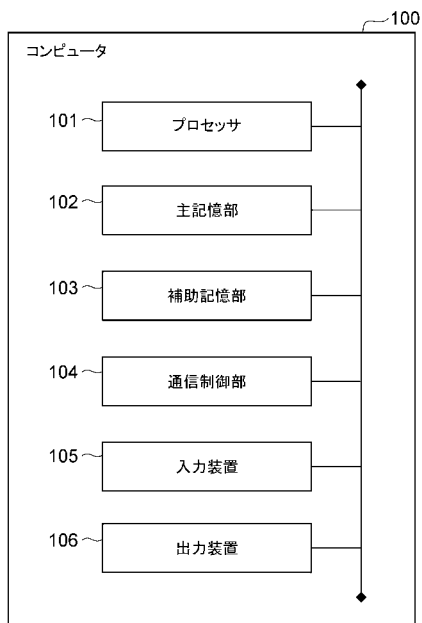 100
コンピュータ
101
プロセッサ
102
主記憶部
103
補助記憶部
104
通信制御部
105
入力装置
106
出力装置